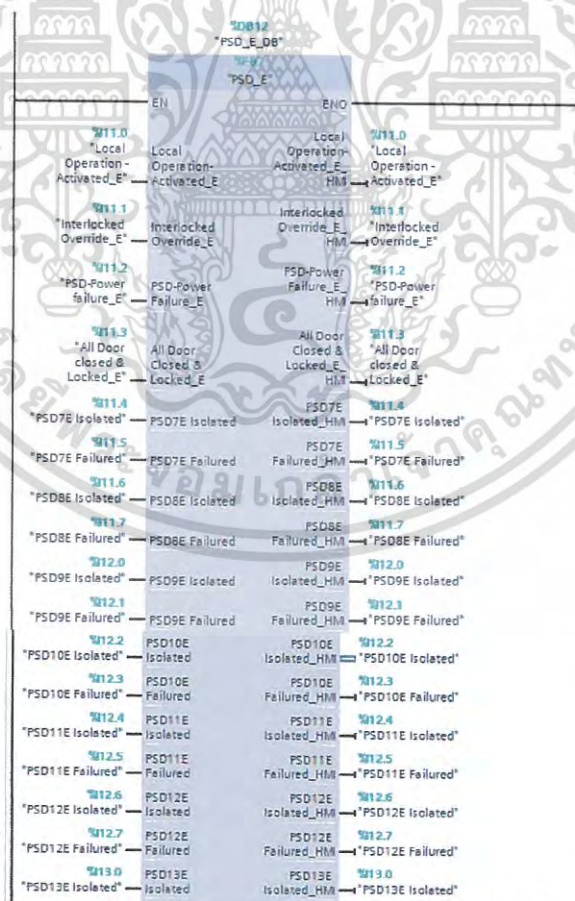 %DB12
"PSD_E_DB"
"PSD_E"
EN ENO
%I11.0 "Local Operation - Activated_E" Local Operation- Activated_E Local Operation- Activated_E_ HMI %I11.0 "Local Operation - Activated_E"
%I11.1 "Interlocked Override_E" Interlocked Override_E Interlocked Override_E_ HMI %I11.1 "Interlocked Override_E"
%I11.2 "PSD-Power failure_E" PSD-Power Failure_E PSD-Power Failure_E_ HMI %I11.2 "PSD-Power failure_E"
%I11.3 "All Door closed & Locked_E" All Door Closed & Locked_E All Door Closed & Locked_E_ HMI %I11.3 "All Door closed & Locked_E"
%I11.4 "PSD7E Isolated" PSD7E Isolated PSD7E Isolated_HMI %I11.4 "PSD7E Isolated"
%I11.5 "PSD7E Failured" PSD7E Failured PSD7E Failured_HMI %I11.5 "PSD7E Failured"
%I11.6 "PSD8E Isolated" PSD8E Isolated PSD8E Isolated_HMI %I11.6 "PSD8E Isolated"
%I11.7 "PSD8E Failured" PSD8E Failured PSD8E Failured_HMI %I11.7 "PSD8E Failured"
%I12.0 "PSD9E Isolated" PSD9E Isolated PSD9E Isolated_HMI %I12.0 "PSD9E Isolated"
%I12.1 "PSD9E Failured" PSD9E Failured PSD9E Failured_HMI %I12.1 "PSD9E Failured"
%I12.2 "PSD10E Isolated" PSD10E Isolated PSD10E Isolated_HMI %I12.2 "PSD10E Isolated"
%I12.3 "PSD10E Failured" PSD10E Failured PSD10E Failured_HMI %I12.3 "PSD10E Failured"
%I12.4 "PSD11E Isolated" PSD11E Isolated PSD11E Isolated_HMI %I12.4 "PSD11E Isolated"
%I12.5 "PSD11E Failured" PSD11E Failured PSD11E Failured_HMI %I12.5 "PSD11E Failured"
%I12.6 "PSD12E Isolated" PSD12E Isolated PSD12E Isolated_HMI %I12.6 "PSD12E Isolated"
%I12.7 "PSD12E Failured" PSD12E Failured PSD12E Failured_HMI %I12.7 "PSD12E Failured"
%I13.0 "PSD13E Isolated" PSD13E Isolated PSD13E Isolated_HMI %I13.0 "PSD13E Isolated"